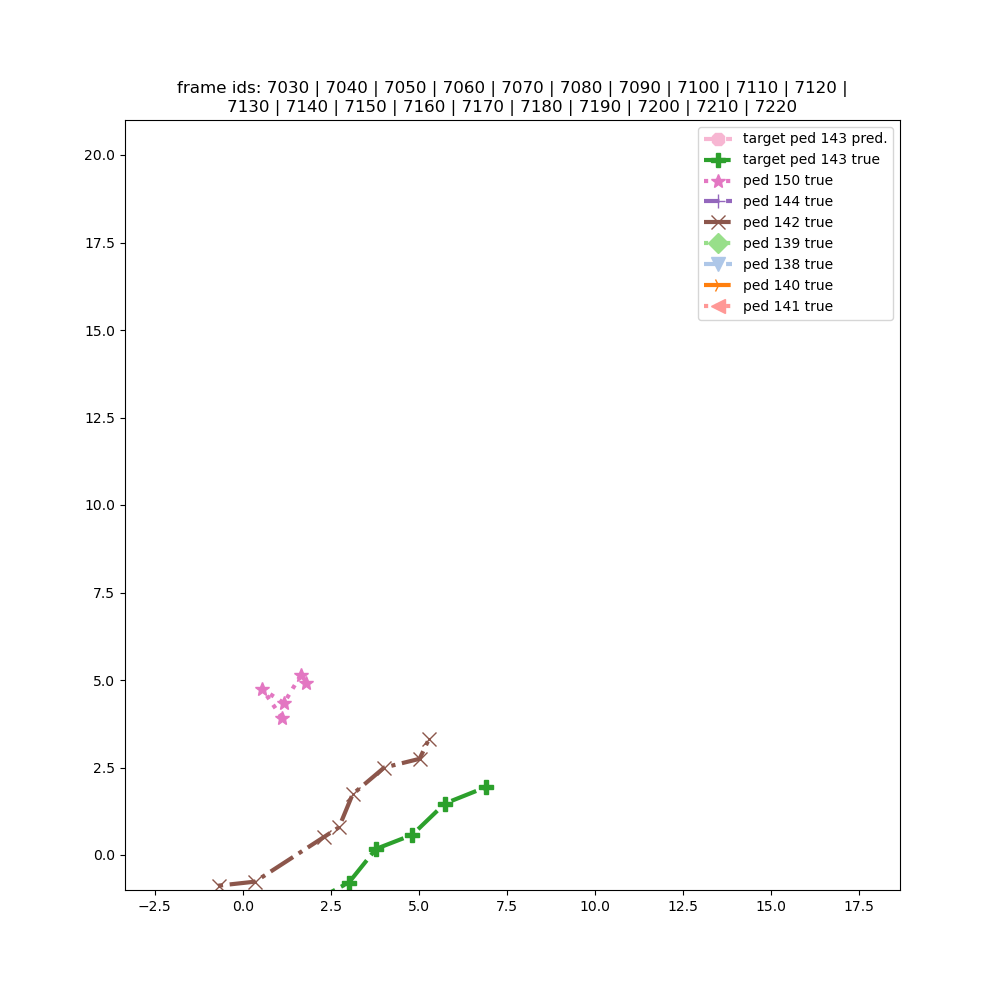 frame ids: 7030 | 7040 | 7050 | 7060 | 7070 | 7080 | 7090 | 7100 | 7110 | 7120 |
7130 | 7140 | 7150 | 7160 | 7170 | 7180 | 7190 | 7200 | 7210 | 7220
target ped 143 pred.
target ped 143 true
ped 150 true
ped 144 true
ped 142 true
ped 139 true
ped 138 true
ped 140 true
ped 141 true
20.0
17.5
15.0
12.5
10.0
7.5
5.0
2.5
0.0
−2.5 0.0 2.5 5.0 7.5 10.0 12.5 15.0 17.5